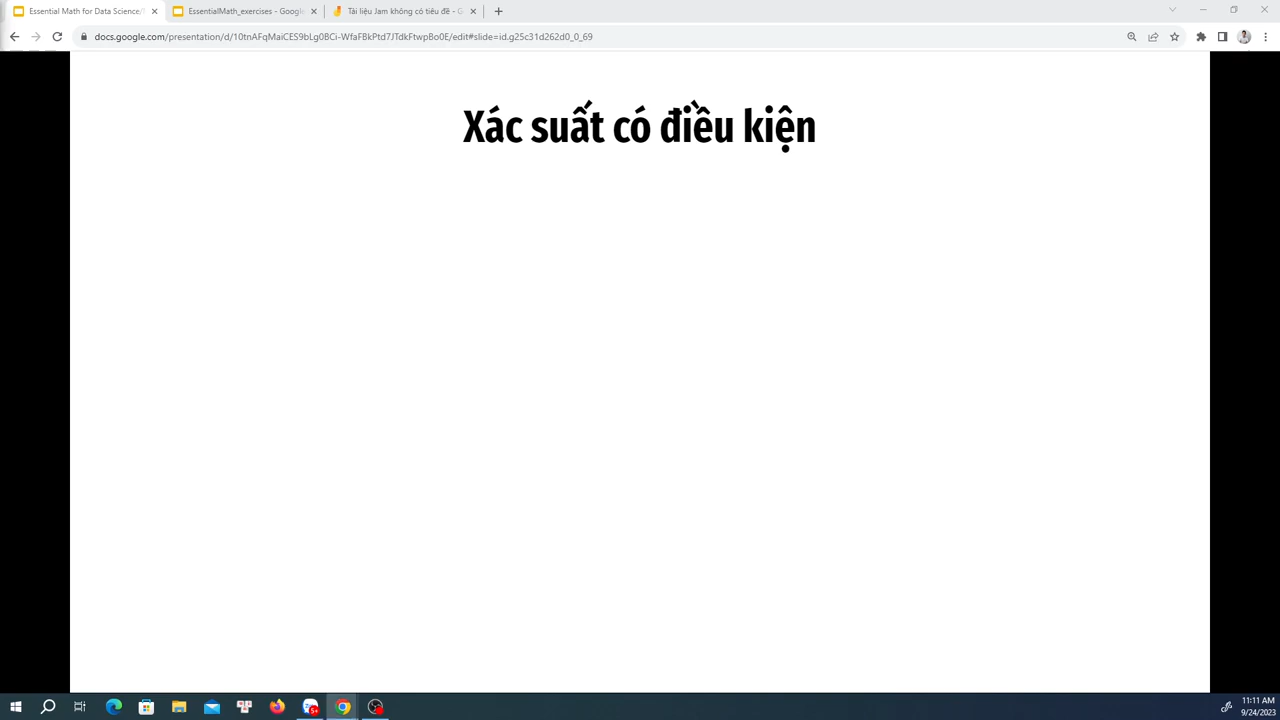 Essential Math for Data Science/
EssentialMath_exercises - Google
Tài liệu Jam không có tiêu đề - G
docs.google.com/presentation/d/10tnAFqMaiCES9bLg0BCi-WfaFBkPtd7JTdkFtwpBo0E/edit#slide=id.g25c31d262d0_0_69
Xác suất có điều kiện
5+
11:11 AM
9/24/2023